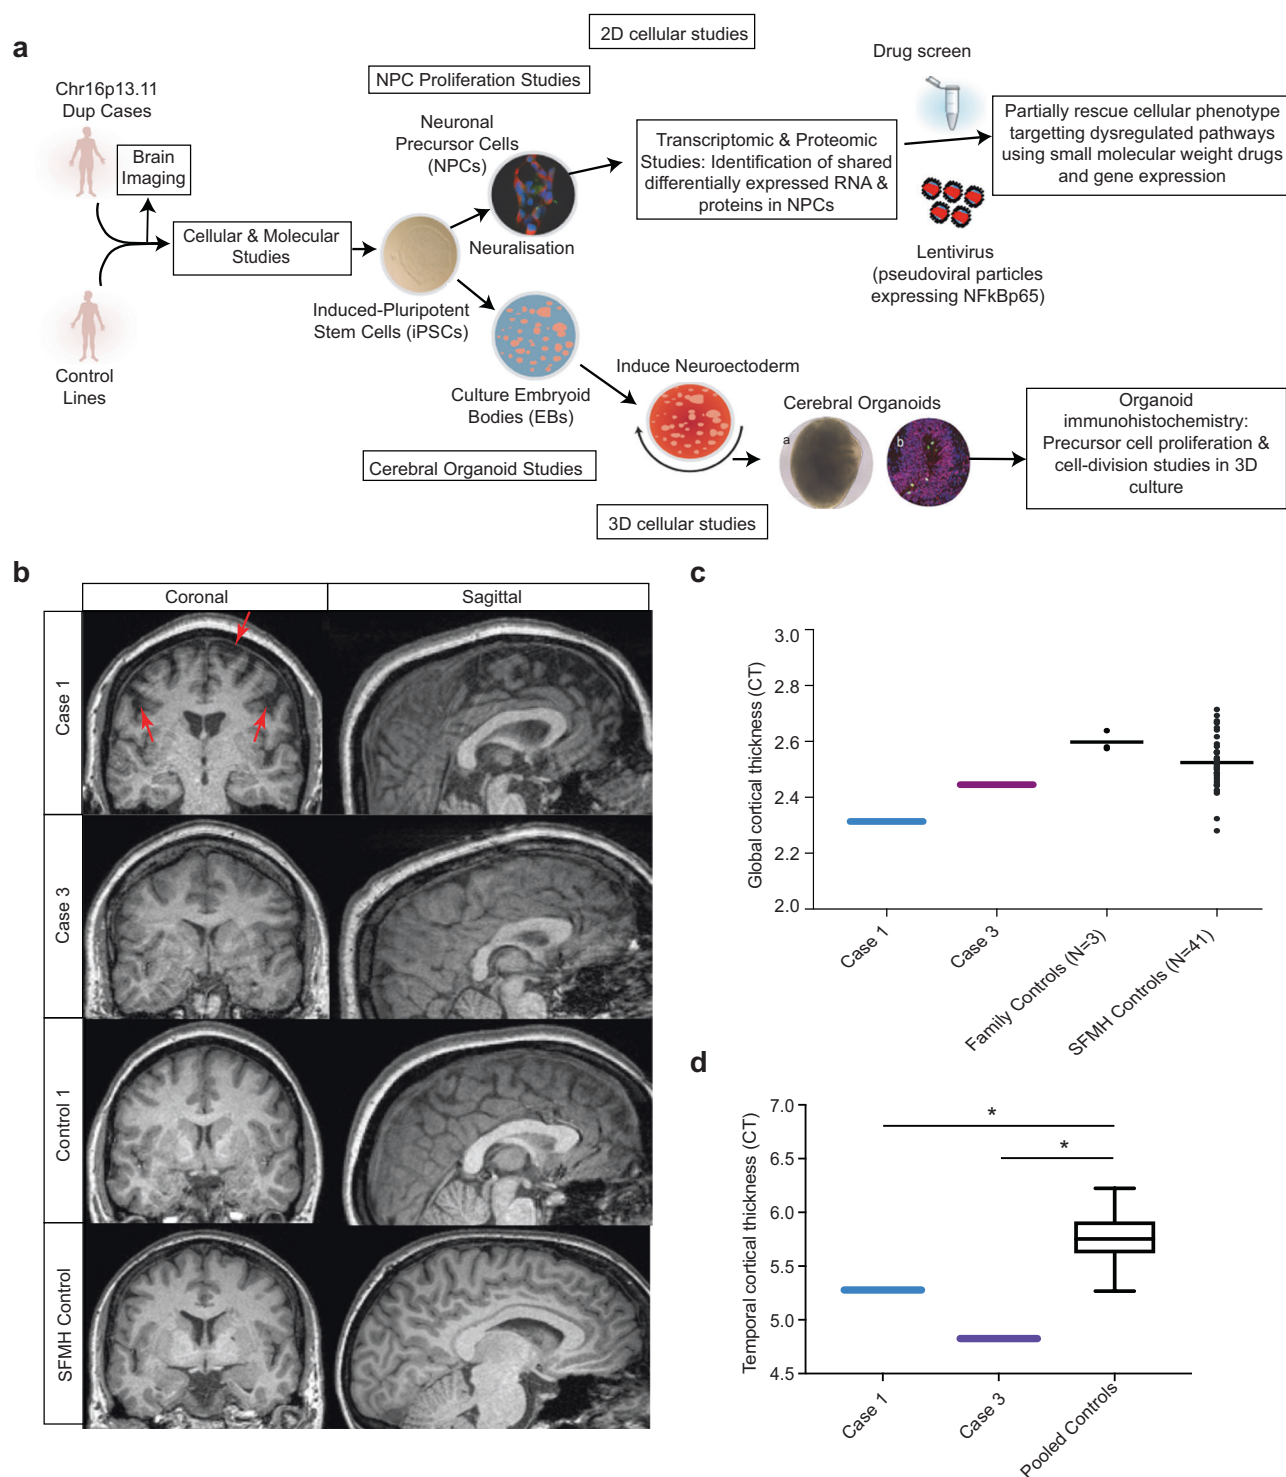 a
2D cellular studies
Drug screen
NPC Proliferation Studies
Chr16p13.11
Dup Cases
Brain
Imaging
Neuronal
Precursor Cells
(NPCs)
Transcriptomic & Proteomic
Studies: Identification of shared
differentially expressed RNA &
proteins in NPCs
Partially rescue cellular phenotype
targetting dysregulated pathways
using small molecular weight drugs
and gene expression
Cellular & Molecular
Studies
Neuralisation
Lentivirus
(pseudoviral particles
expressing NFkBp65)
Induced-Pluripotent
Stem Cells (iPSCs)
Control
Lines
Culture Embryoid
Bodies (EBs)
Induce Neuroectoderm
Cerebral Organoids
a
b
Organoid
immunohistochemistry:
Precursor cell proliferation &
cell-division studies in 3D
culture
Cerebral Organoid Studies
3D cellular studies
b
Coronal
Sagittal
Case 1
Case 3
Control 1
SFMH Control
c
Global cortical thickness (CT)
3.0
2.8
2.6
2.4
2.2
2.0
Case 1
Case 3
Family Controls (N=3)
SFMH Controls (N=41)
d
Temporal cortical thickness (CT)
7.0
6.5
6.0
5.5
5.0
4.5
*
*
Case 1
Case 3
Pooled Controls